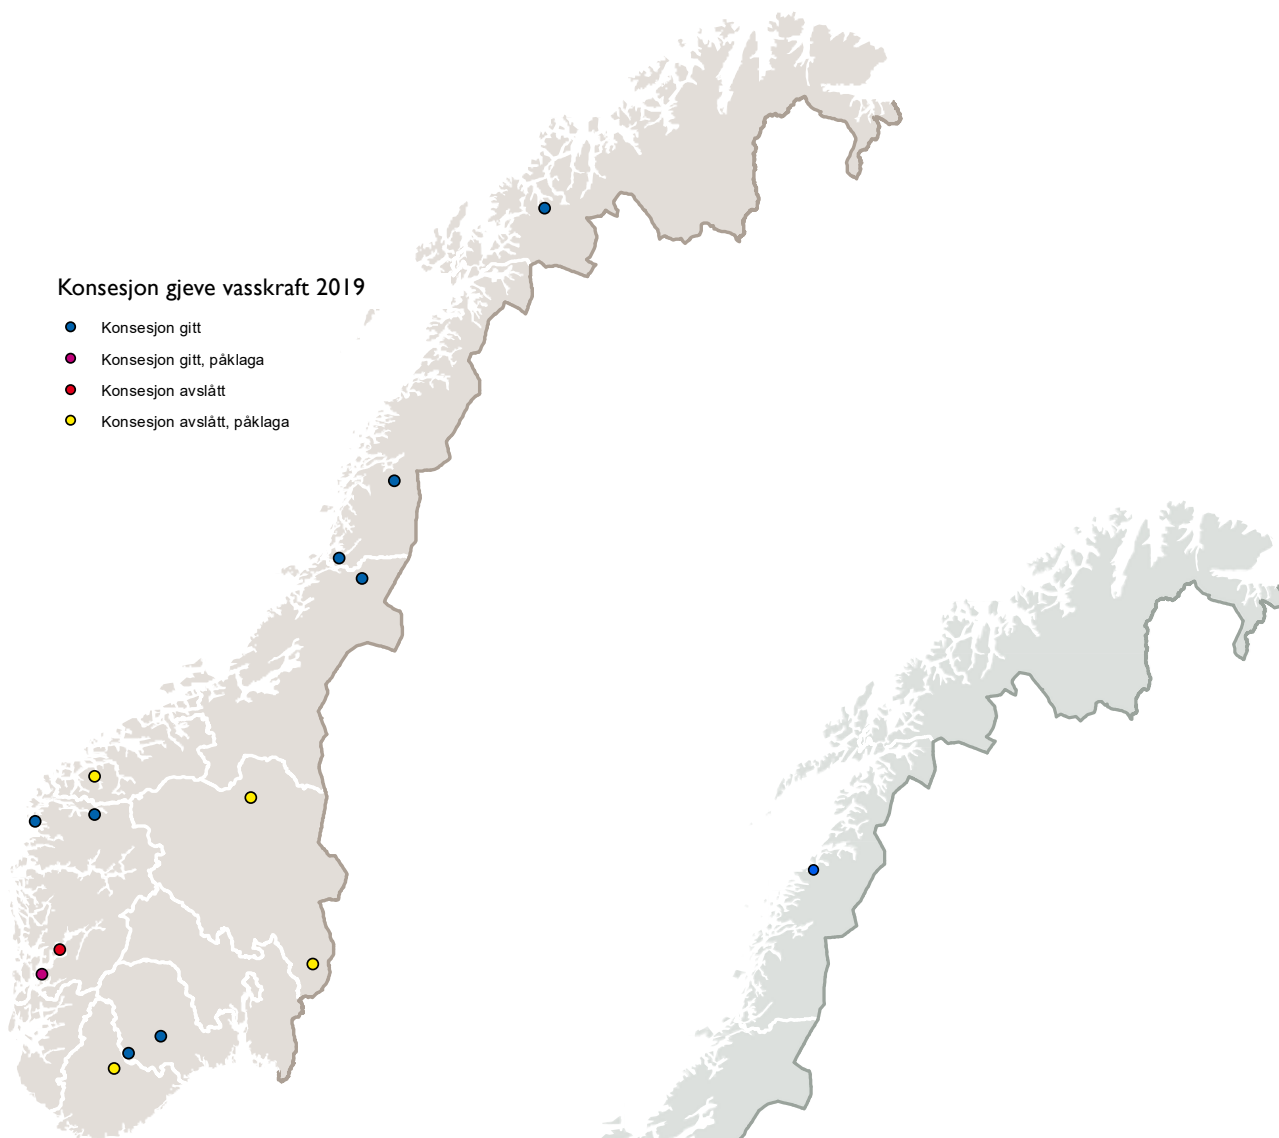 Konsesjon gjeve vasskraft 2019
Konsesjon gitt
Konsesjon gitt, påklaga
Konsesjon avslått
Konsesjon avslått, påklaga